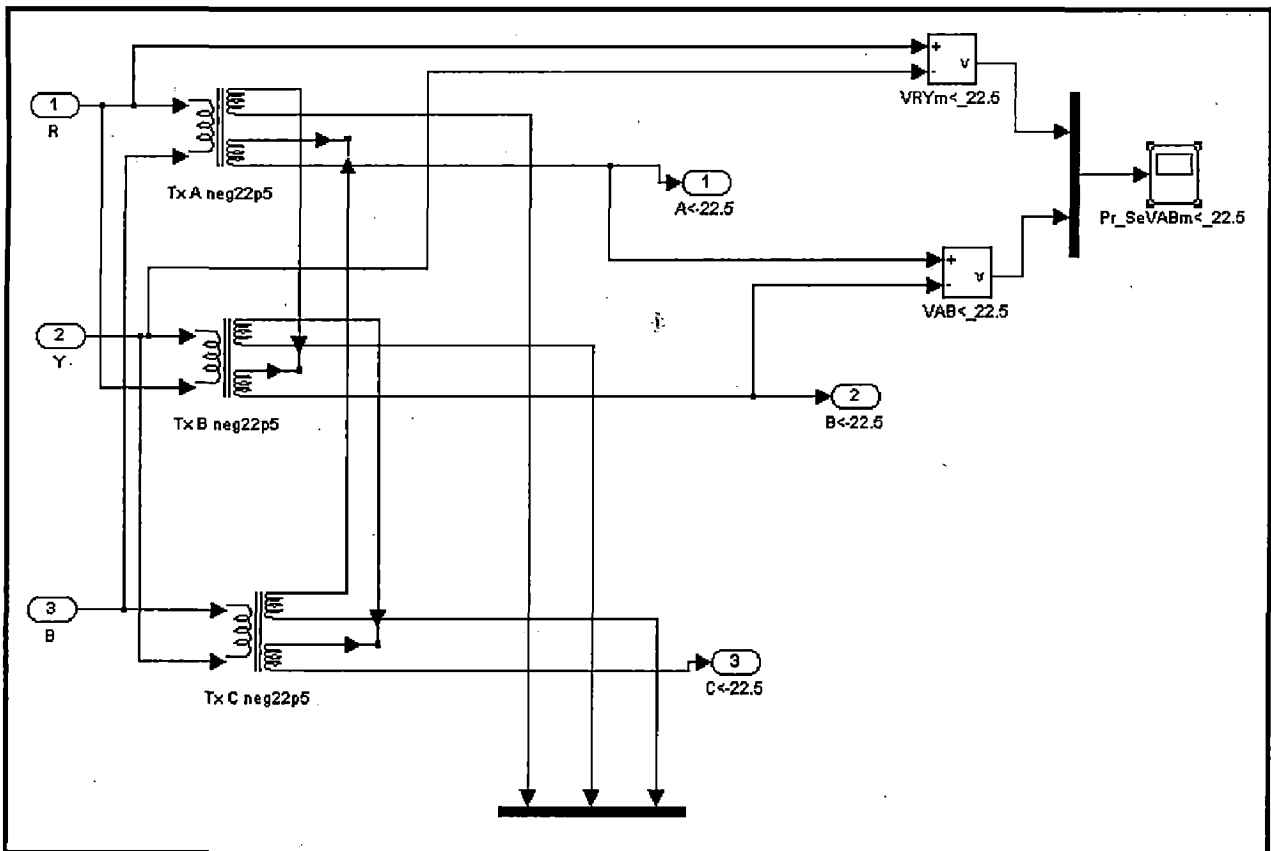 +
-
v
VRYm<_22.5
1
R
Tx A neg22p5
1
A<-22.5
Pr_SeVABm<_22.5
+
-
v
VAB<_22.5
2
Y
Tx B neg22p5
2
B<-22.5
3
B
Tx C neg22p5
3
C<-22.5